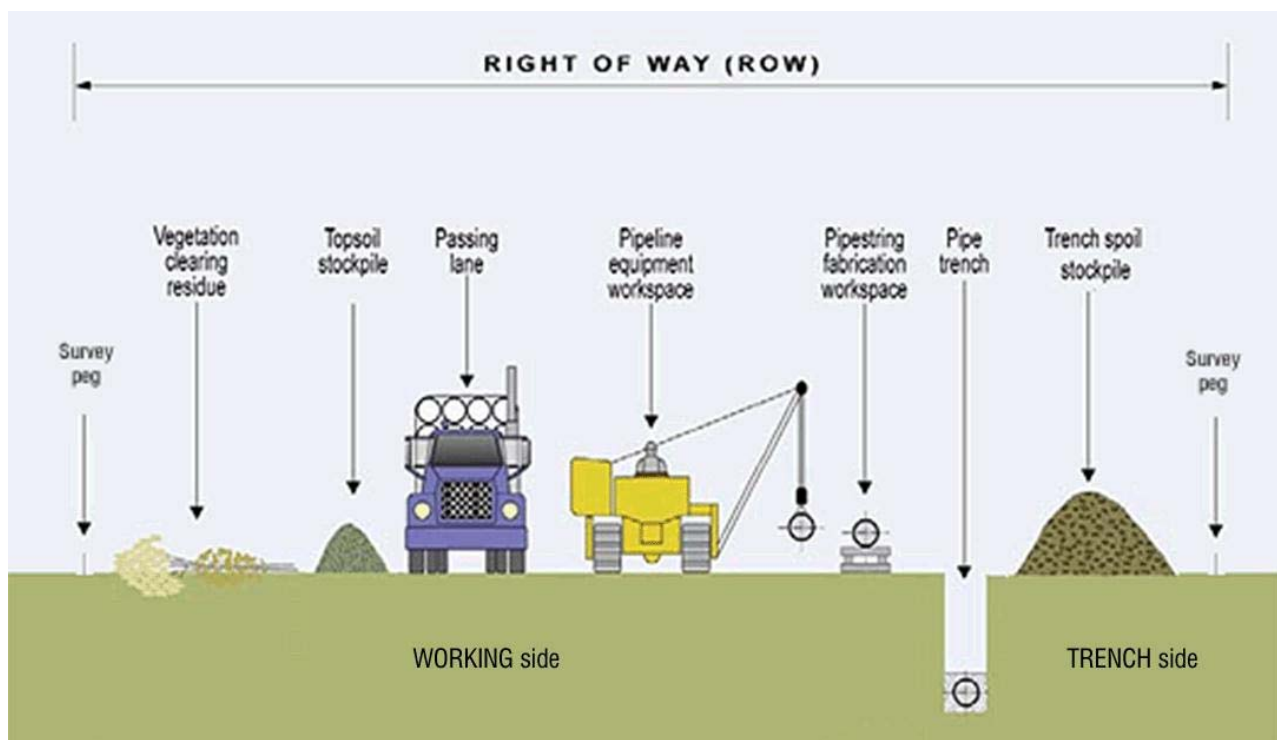 RIGHT OF WAY (ROW)
Vegetation
clearing
residue
Topsoil
stockpile
Passing
lane
Pipeline
equipment
workspace
Pipestring
fabrication
workspace
Pipe
trench
Trench spoil
stockpile
Survey
peg
Survey
peg
WORKING side
TRENCH side